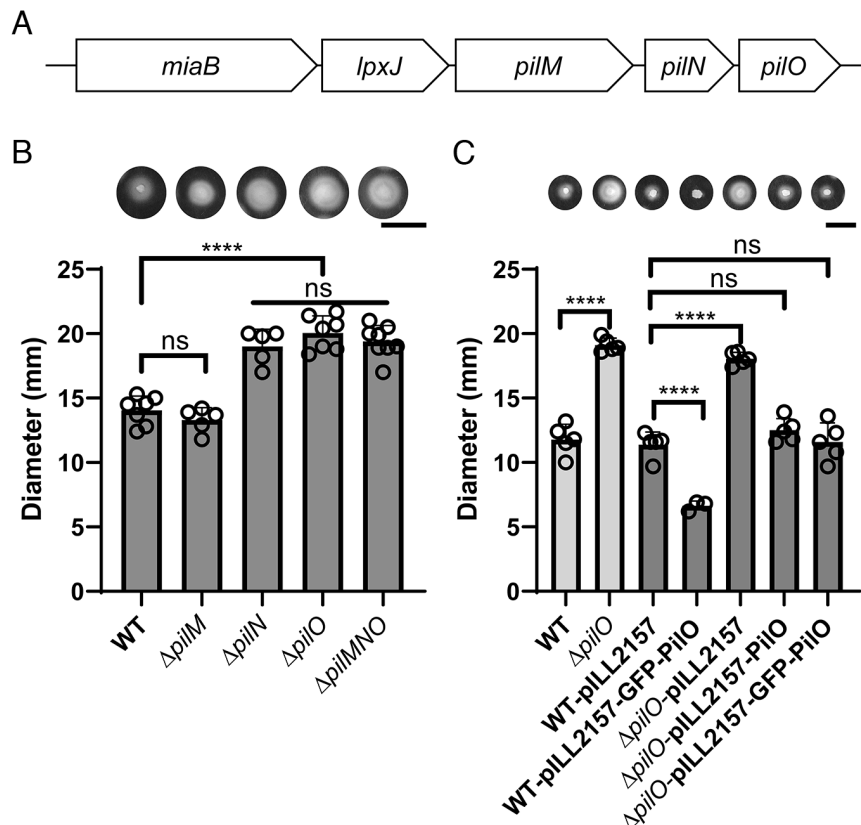 A
miaB lpxJ pilM pilN pilO
B
****
ns
ns
25
20
15
10
5
0
Diameter (mm)
WT
ΔpilM
ΔpilN
ΔpilO
ΔpilMNO
C
ns
ns
****
****
****
25
20
15
10
5
0
Diameter (mm)
WT
ΔpilO
WT-pILL2157
WT-pILL2157-GFP-PilO
ΔpilO-pILL2157
ΔpilO-pILL2157-PilO
ΔpilO-pILL2157-GFP-PilO